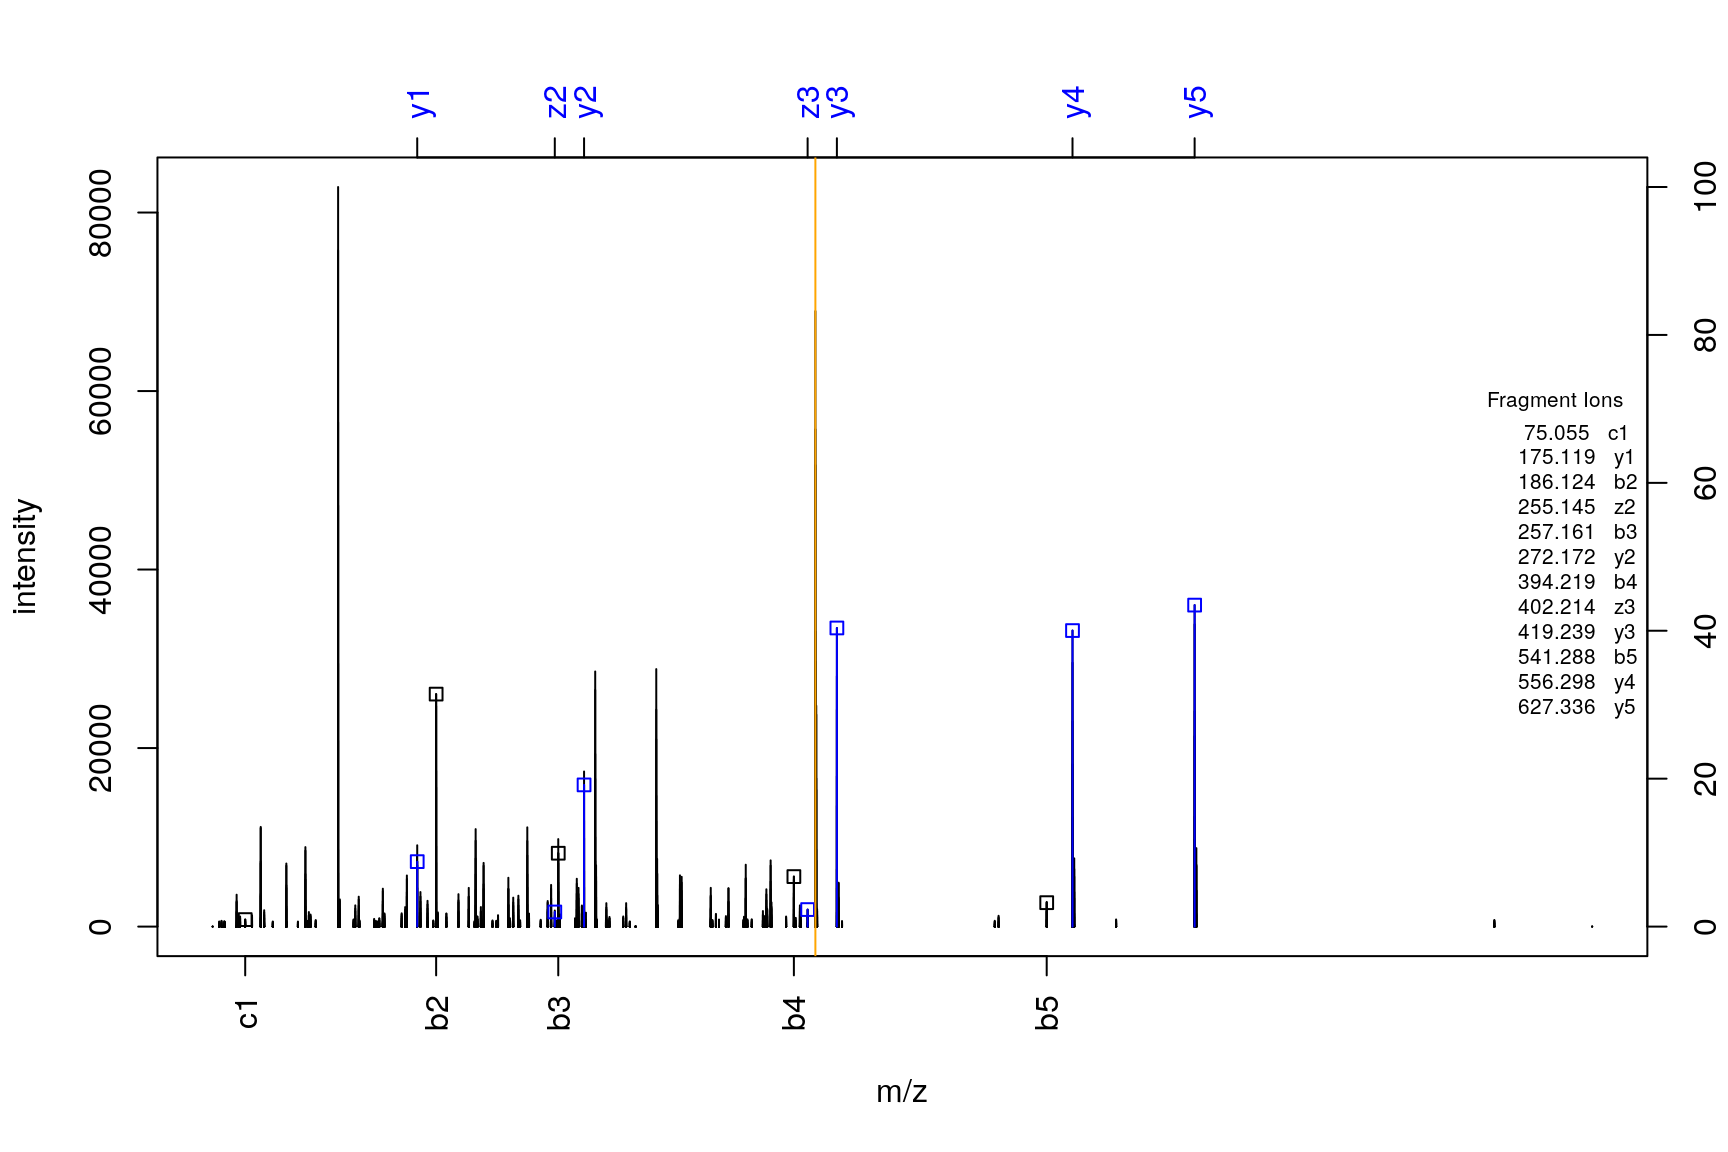 y1 z2 y2 z3 y3 y4 y5
80000
60000
40000
20000
0
intensity
100
80
60
40
20
0
Fragment Ions
75.055 c1
175.119 y1
186.124 b2
255.145 z2
257.161 b3
272.172 y2
394.219 b4
402.214 z3
419.239 y3
541.288 b5
556.298 y4
627.336 y5
c1 b2 b3 b4 b5
m/z